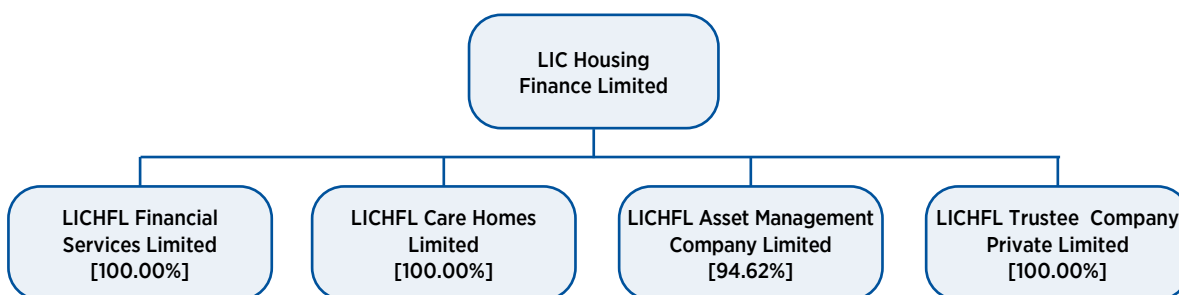 LIC Housing
Finance Limited
LICHFL Financial
Services Limited
[100.00%]
LICHFL Care Homes
Limited
[100.00%]
LICHFL Asset Management
Company Limited
[94.62%]
LICHFL Trustee Company
Private Limited
[100.00%]